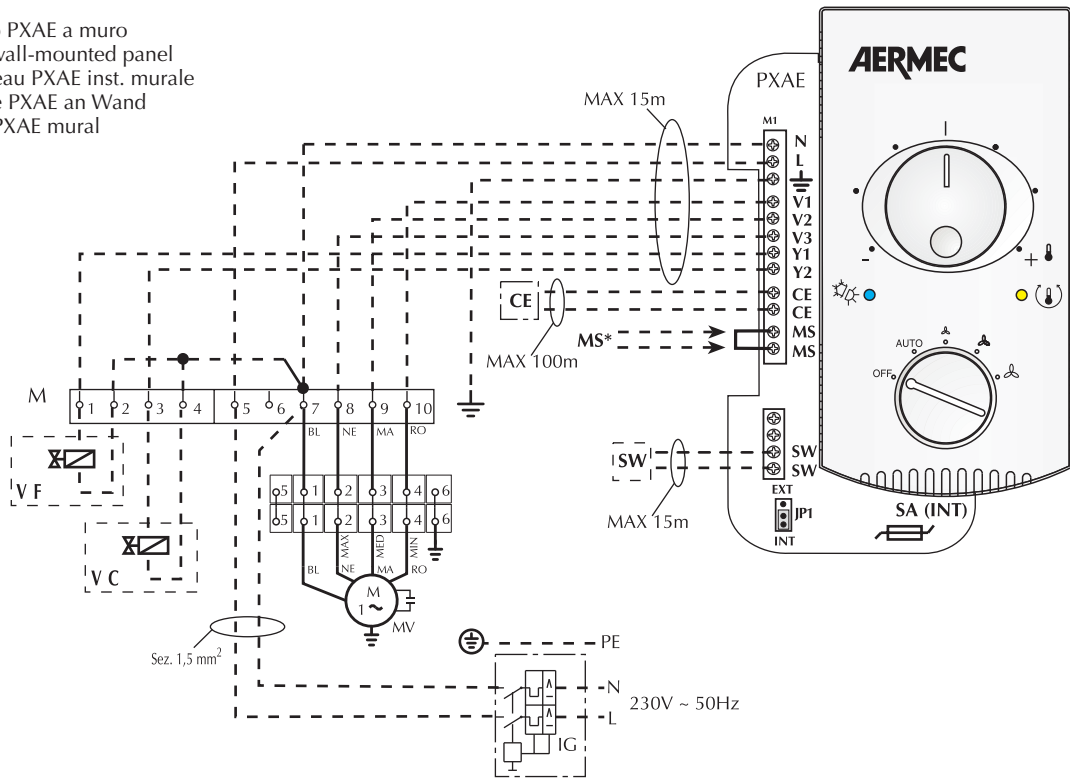 PXAE a muro
wall-mounted panel
PXAE inst. murale
PXAE an Wand
PXAE mural
AERMEC
PXAE
MAX 15m
M1
N
L
V1
V2
V3
Y1
Y2
CE
CE
MS
MS
CE
MAX 100m
MS*
- +
AUTO
OFF
M
1 2 3 4 5 6 7 8 9 10
BL NE MA RO
V F
V C
5 1 2 3 4 6
5 1 2 3 4 6
MAX MED MIN
BL NE MA RO
M
1 ~
MV
SW
SW
SW
MAX 15m
EXT
JP1
INT
SA (INT)
Sez. 1,5 mm²
PE
N
230V ~ 50Hz
L
IG